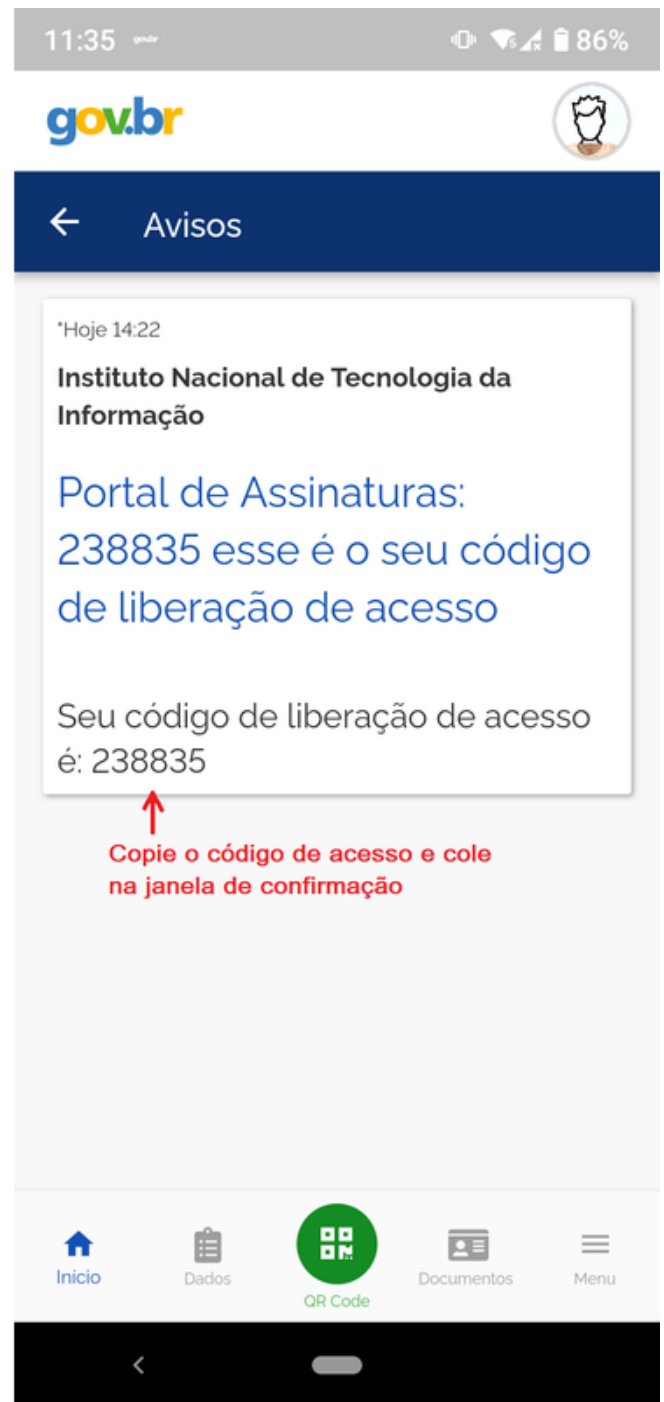 11:35 gov.br 86%
gov.br
Avisos
*Hoje 14:22
Instituto Nacional de Tecnologia da
Informação
Portal de Assinaturas:
238835 esse é o seu código
de liberação de acesso
Seu código de liberação de acesso
é: 238835
Copie o código de acesso e cole
na janela de confirmação
Início Dados QR Code Documentos Menu